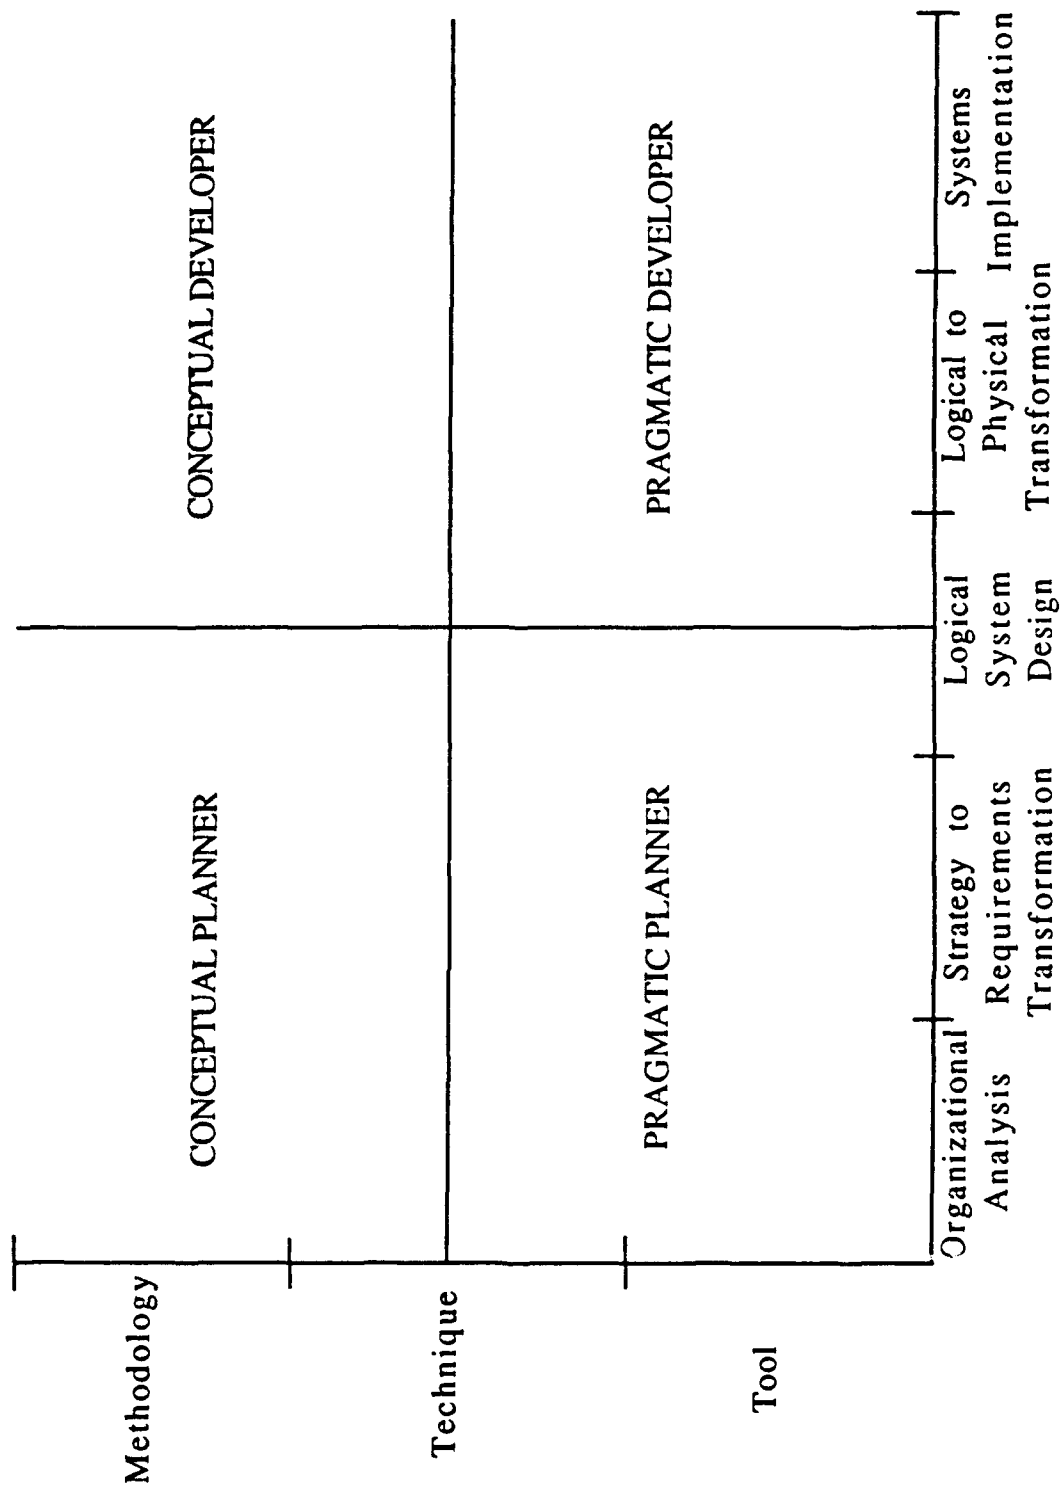 Methodology
CONCEPTUAL PLANNER
CONCEPTUAL DEVELOPER
Technique
Tool
PRAGMATIC PLANNER
PRAGMATIC DEVELOPER
Organizational
Analysis
Strategy to
Requirements
Transformation
Logical
System
Design
Logical to
Physical
Transformation
Systems
Implementation